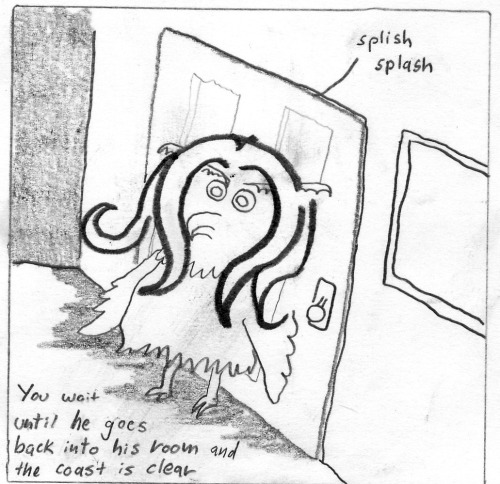 splish
splash
You wait
until he goes
back into his room and
the coast is clear